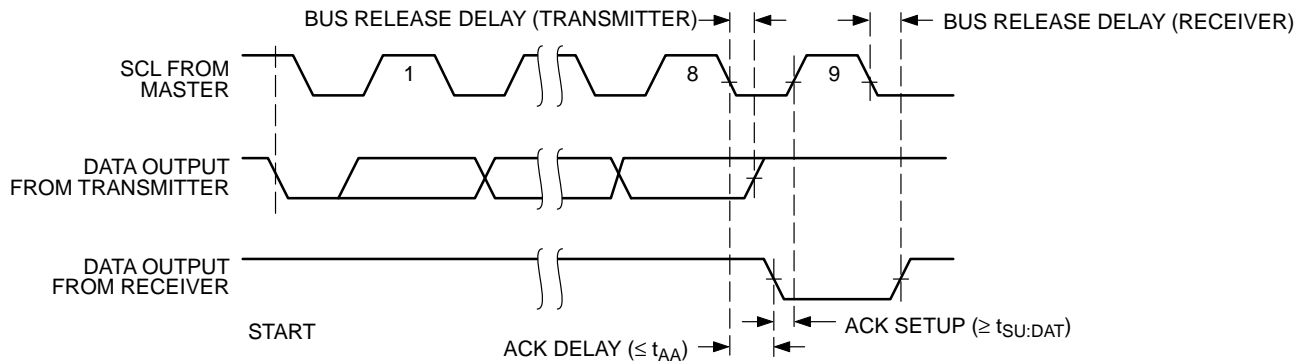 BUS RELEASE DELAY (TRANSMITTER)
BUS RELEASE DELAY (RECEIVER)
SCL FROM
MASTER
1
8
9
DATA OUTPUT
FROM TRANSMITTER
DATA OUTPUT
FROM RECEIVER
START
ACK SETUP (≥ tSU:DAT)
ACK DELAY (≤ tAA)